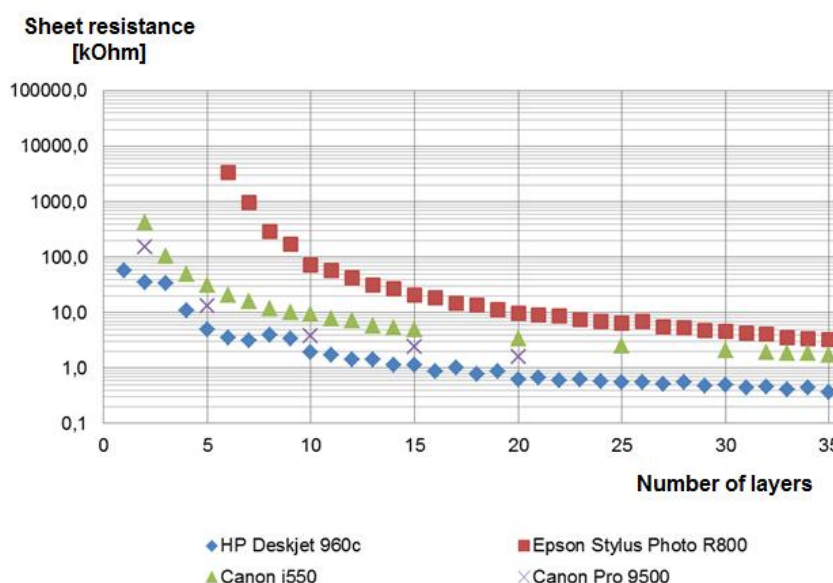 Sheet resistance
[kOhm]
100000,0
10000,0
1000,0
100,0
10,0
1,0
0,1
0 5 10 15 20 25 30 35
Number of layers
HP Deskjet 960c Epson Stylus Photo R800
Canon i550 Canon Pro 9500